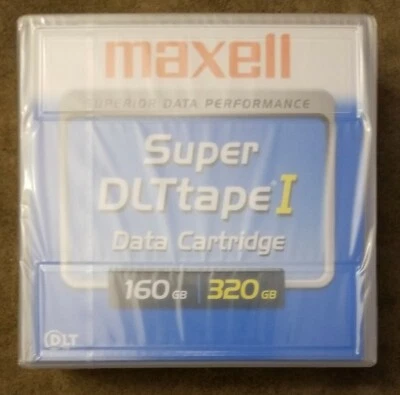 maxell
SUPERIOR DATA PERFORMANCE
Super
DLTtape I
Data Cartridge
160 GB 320 GB
DLT